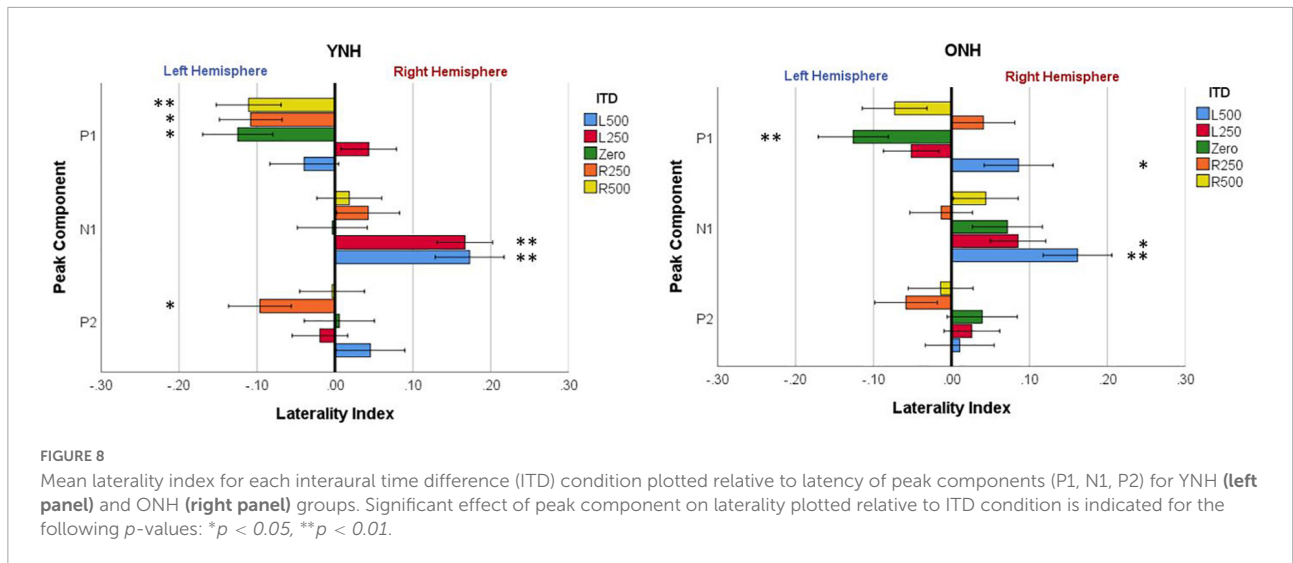 YNH
Left Hemisphere
Right Hemisphere
Peak Component
P1
N1
P2
**
*
*
**
**
*
ITD
L500
L250
Zero
R250
R500
-.30 -.20 -.10 .00 .10 .20 .30
Laterality Index
ONH
Left Hemisphere
Right Hemisphere
Peak Component
P1
N1
P2
**
*
*
**
ITD
L500
L250
Zero
R250
R500
-.30 -.20 -.10 .00 .10 .20 .30
Laterality Index
FIGURE 8
Mean laterality index for each interaural time difference (ITD) condition plotted relative to latency of peak components (P1, N1, P2) for YNH (left
panel) and ONH (right panel) groups. Significant effect of peak component on laterality plotted relative to ITD condition is indicated for the
following p-values: *p < 0.05, **p < 0.01.